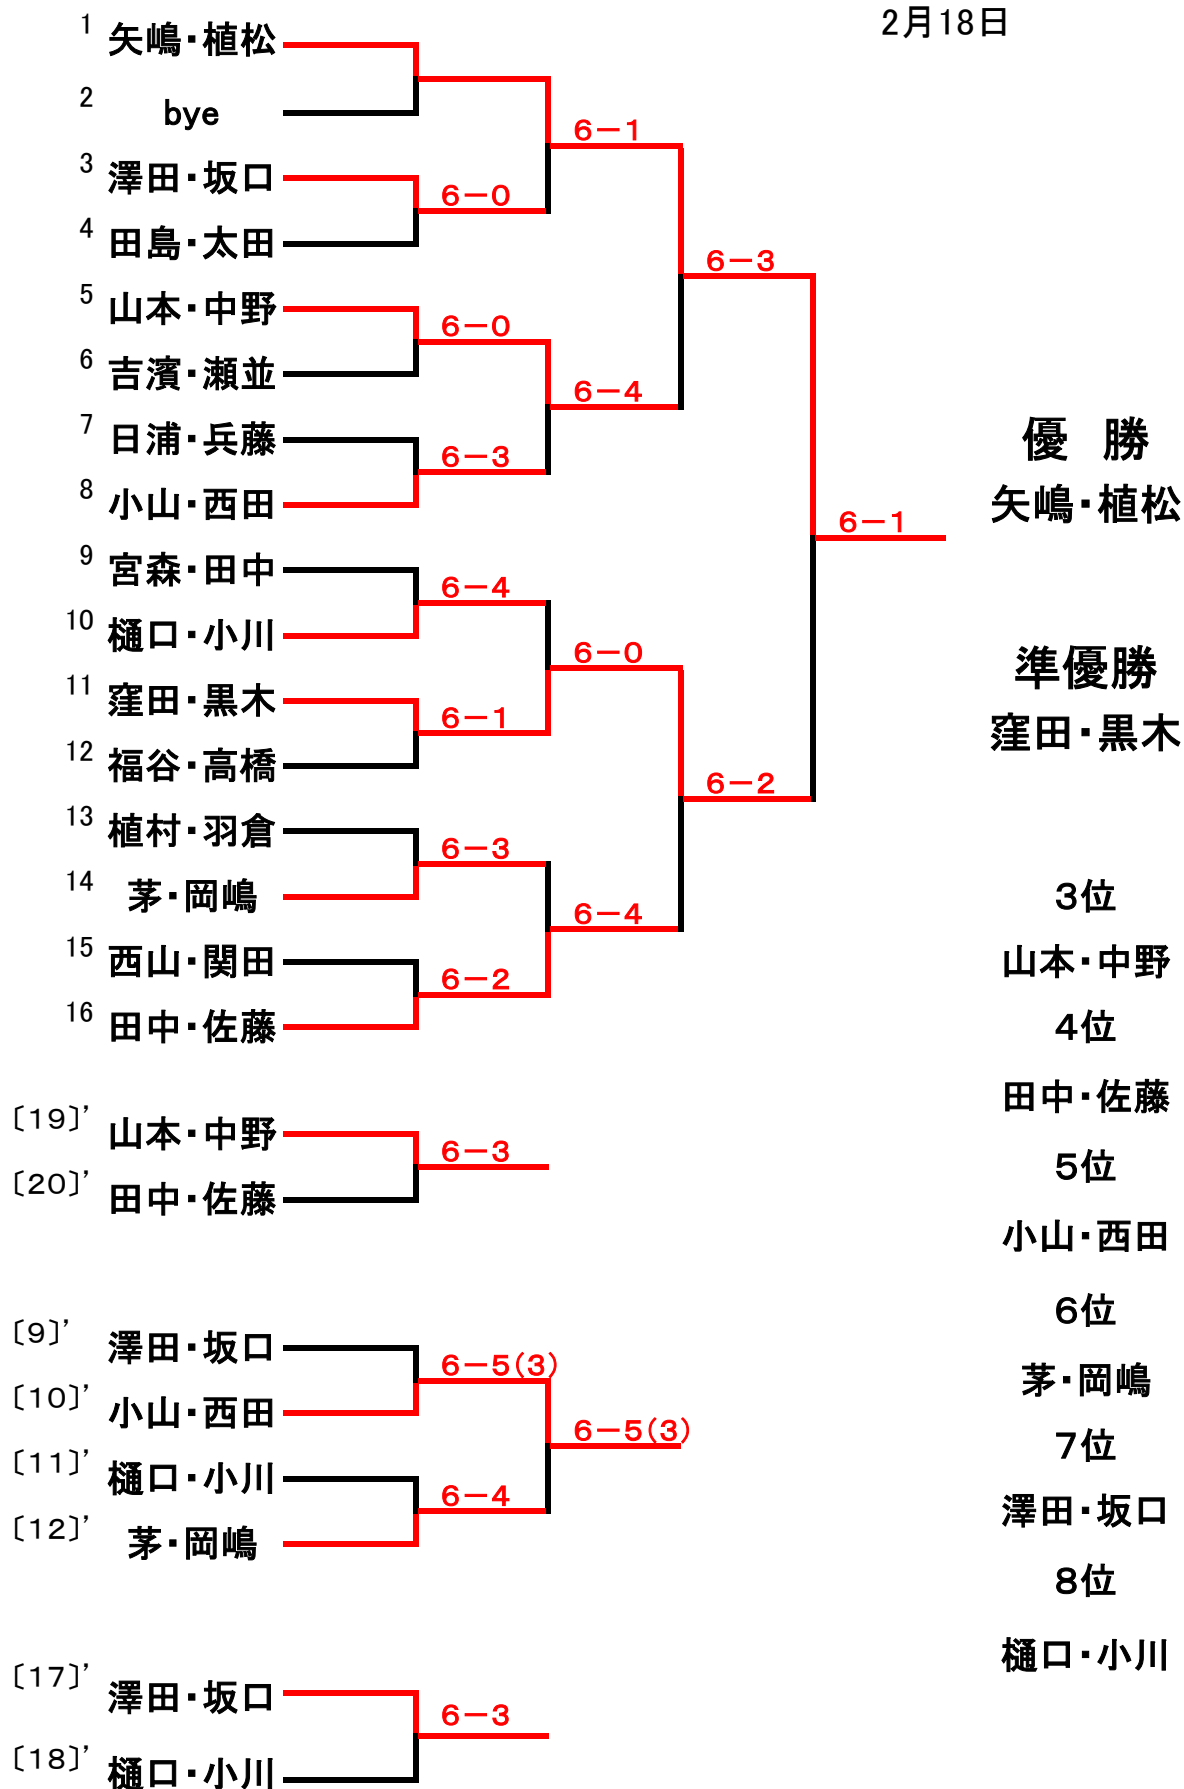 2月18日
1 矢嶋・植松
2 bye
6－1
3 澤田・坂口
6－0
4 田島・太田
6－3
5 山本・中野
6－0
6 吉濱・瀬並
6－4
7 日浦・兵藤
6－3
8 小山・西田
優 勝
矢嶋・植松
6－1
9 宮森・田中
6－4
10 樋口・小川
6－0
11 窪田・黒木
6－1
12 福谷・高橋
準優勝
窪田・黒木
6－2
13 植村・羽倉
6－3
14 茅・岡嶋
6－4
15 西山・関田
6－2
16 田中・佐藤
3位
山本・中野
4位
田中・佐藤
5位
小山・西田
6位
茅・岡嶋
7位
澤田・坂口
8位
樋口・小川
〔19〕’ 山本・中野
6－3
〔20〕’ 田中・佐藤
〔9〕’ 澤田・坂口
6－5(3)
〔10〕’ 小山・西田
6－5(3)
〔11〕’ 樋口・小川
6－4
〔12〕’ 茅・岡嶋
〔17〕’ 澤田・坂口
6－3
〔18〕’ 樋口・小川